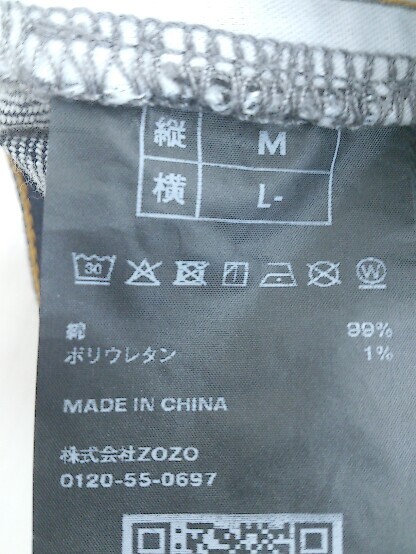 縦 M
横 L-
30 W
綿 99%
ポリウレタン 1%
MADE IN CHINA
株式会社ZOZO
0120-55-0697